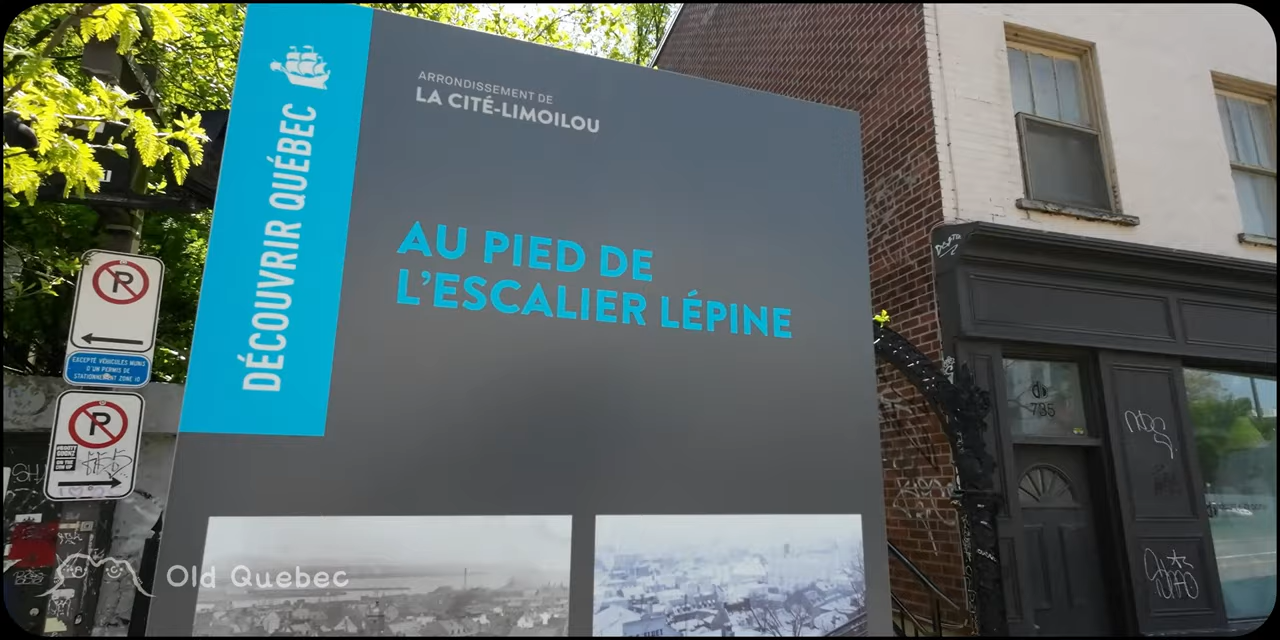 DÉCOUVRIR QUÉBEC
ARRONDISSEMENT DE
LA CITÉ-LIMOILOU
AU PIED DE
L'ESCALIER LÉPINE
P
EXCEPTÉ VÉHICULES MUNIS
D'UN PERMIS DE
STATIONNEMENT ZONE 10
P
735
Old Quebec